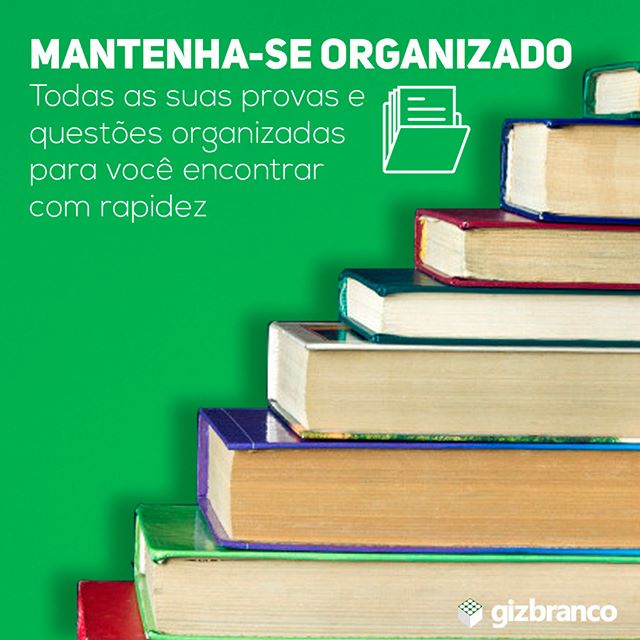 MANTENHA-SE ORGANIZADO
Todas as suas provas e
questões organizadas
para você encontrar
com rapidez
gizbranco